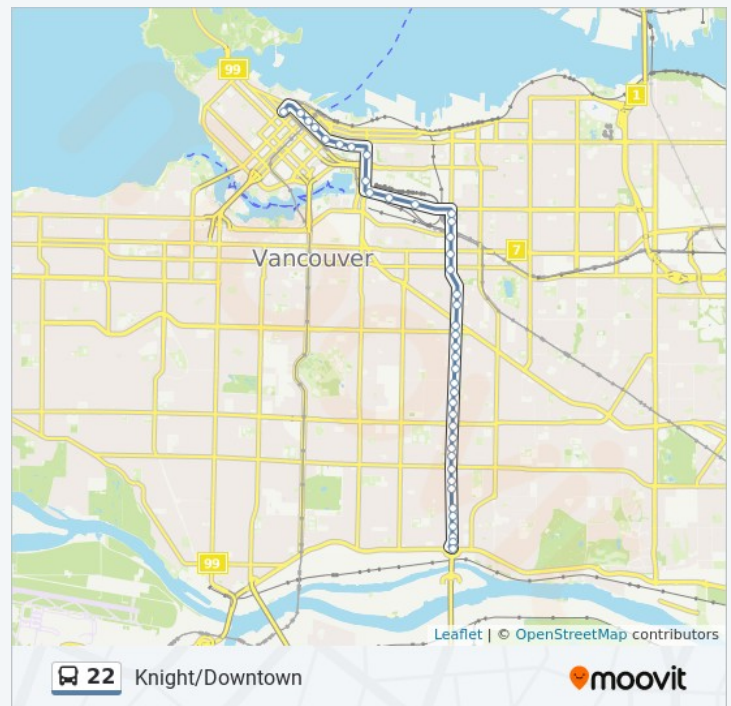 99
1
7
Vancouver
99
Leaflet | © OpenStreetMap contributors
22 Knight/Downtown
moovit